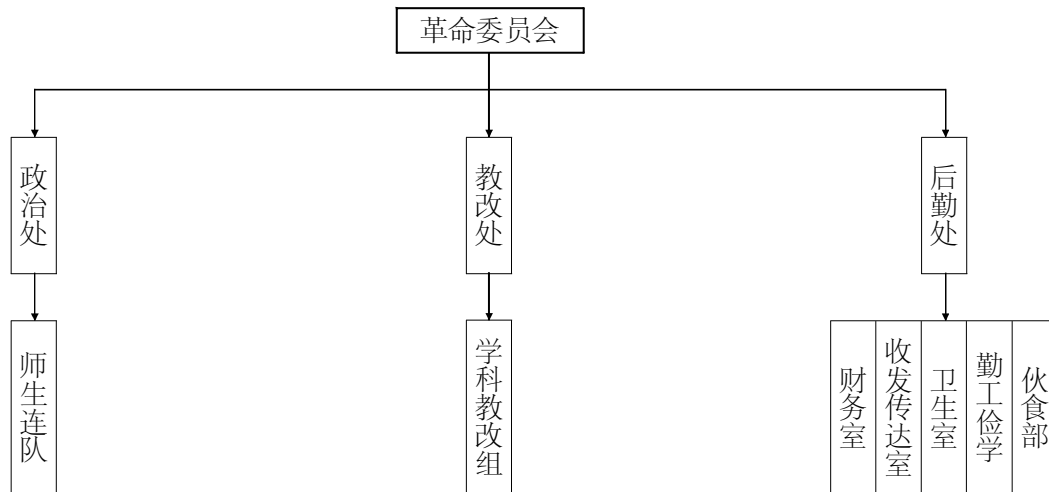 革命委员会
政治处
教改处
后勤处
师生连队
学科教改组
财务室
收发传达室
卫生室
勤工俭学
伙食部